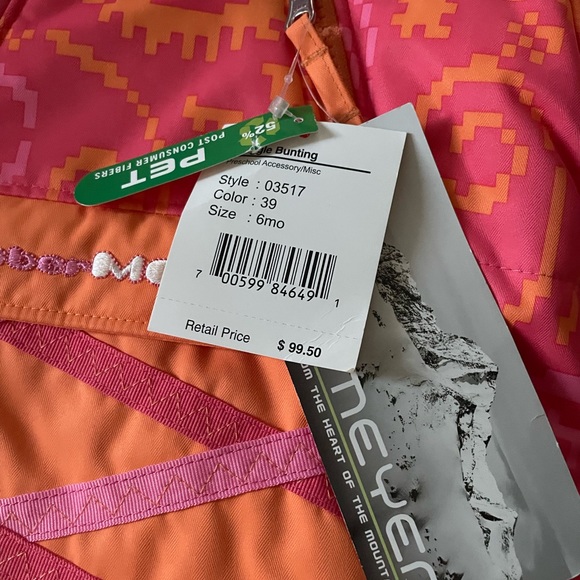 52%
POST CONSUMER FIBERS
PET
Bunting
Preschool Accessory/Misc
Style : 03517
Color : 39
Size : 6mo
7 00599 84649 1
Retail Price $ 99.50
THE HEART OF THE